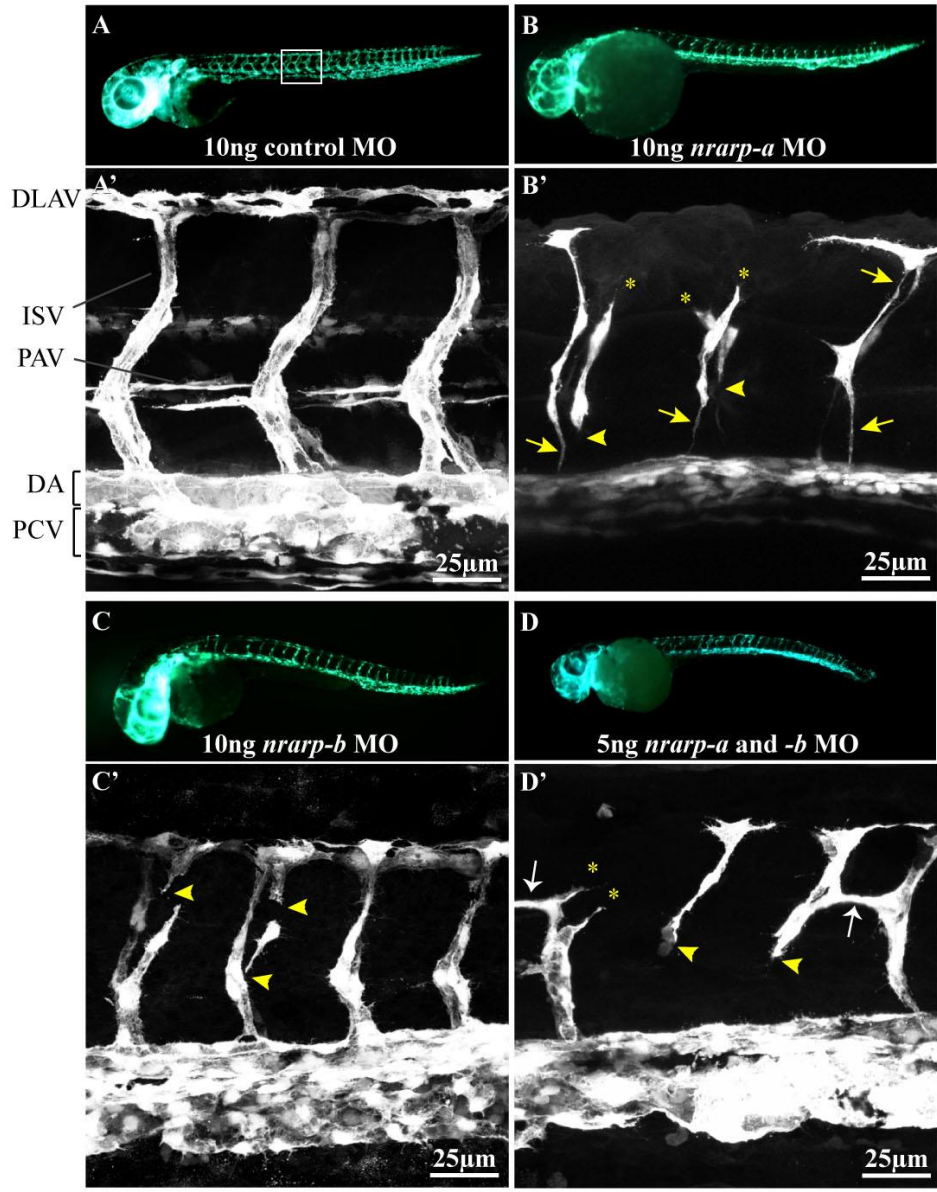 A
10ng control MO
B
10ng nrarp-a MO
A’
DLAV
ISV
PAV
DA
PCV
25μm
B’
*
*
*
25μm
C
10ng nrarp-b MO
D
5ng nrarp-a and -b MO
C’
25μm
D’
*
*
25μm